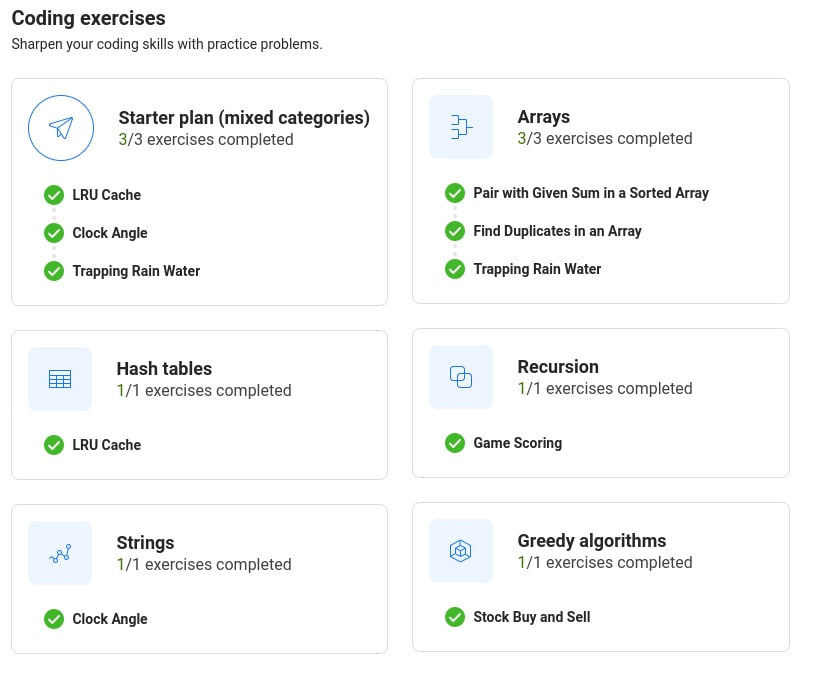 Coding exercises
Sharpen your coding skills with practice problems.
Starter plan (mixed categories)
3/3 exercises completed
LRU Cache
Clock Angle
Trapping Rain Water
Arrays
3/3 exercises completed
Pair with Given Sum in a Sorted Array
Find Duplicates in an Array
Trapping Rain Water
Hash tables
1/1 exercises completed
LRU Cache
Recursion
1/1 exercises completed
Game Scoring
Strings
1/1 exercises completed
Clock Angle
Greedy algorithms
1/1 exercises completed
Stock Buy and Sell